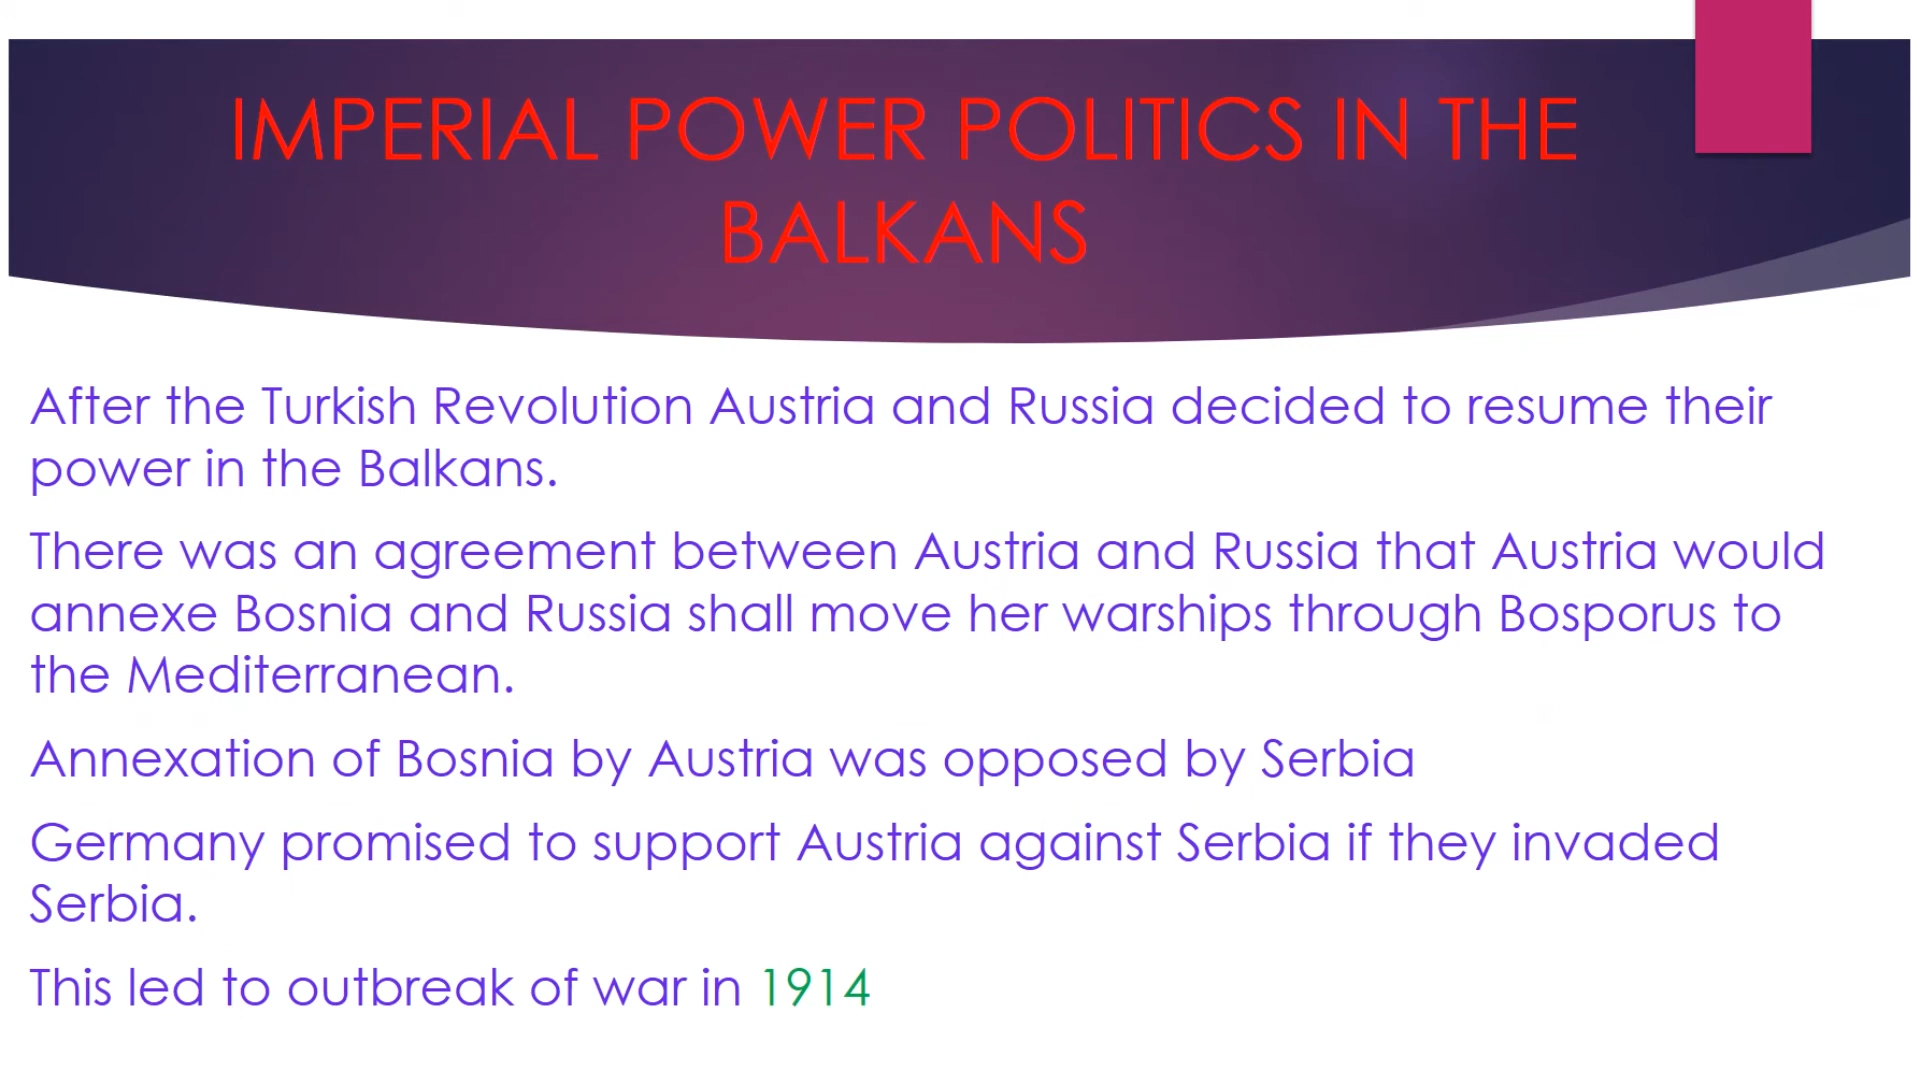 IMPERIAL POWER POLITICS IN THE
BALKANS
After the Turkish Revolution Austria and Russia decided to resume their
power in the Balkans.
There was an agreement between Austria and Russia that Austria would
annexe Bosnia and Russia shall move her warships through Bosporus to
the Mediterranean.
Annexation of Bosnia by Austria was opposed by Serbia
Germany promised to support Austria against Serbia if they invaded
Serbia.
This led to outbreak of war in 1914